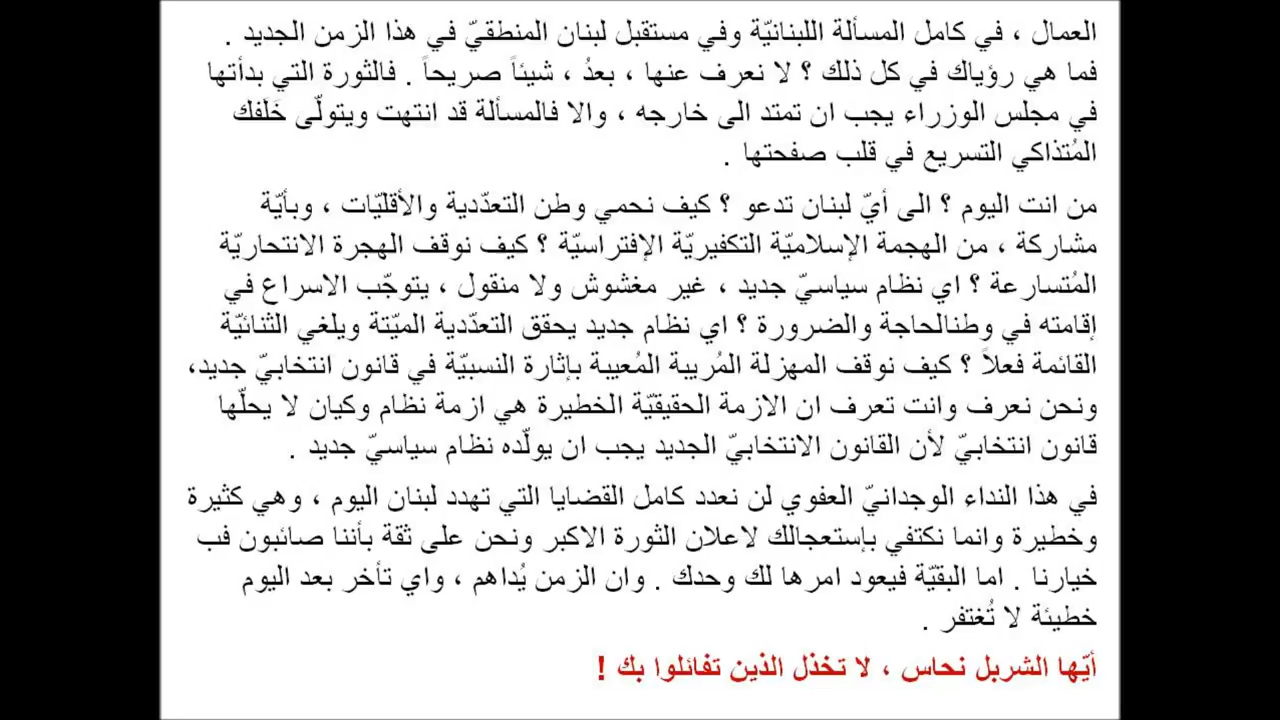 العمال ، في كامل المسألة اللبنانيّة وفي مستقبل لبنان المنطقيّ في هذا الزمن الجديد .
فما هي رؤياك في كل ذلك ؟ لا نعرف عنها ، بعدُ ، شيئاً صريحاً . فالثورة التي بدأتها
في مجلس الوزراء يجب ان تمتد الى خارجه ، والا فالمسألة قد انتهت ويتولّى خَلَفك
المُتذاكي التسريع في قلب صفحتها .
من انت اليوم ؟ الى أيّ لبنان تدعو ؟ كيف نحمي وطن التعدّدية والأقليّات ، وبأيّة
مشاركة ، من الهجمة الإسلاميّة التكفيريّة الإفتراسيّة ؟ كيف نوقف الهجرة الانتحاريّة
المُتسارعة ؟ اي نظام سياسيّ جديد ، غير مغشوش ولا منقول ، يتوجّب الاسراع في
إقامته في وطنالحاجة والضرورة ؟ اي نظام جديد يحقق التعدّدية الميّتة ويلغي الثنائيّة
القائمة فعلاً ؟ كيف نوقف المهزلة المُريبة المُعيبة بإثارة النسبيّة في قانون انتخابيّ جديد،
ونحن نعرف وانت تعرف ان الازمة الحقيقيّة الخطيرة هي ازمة نظام وكيان لا يحلّها
قانون انتخابيّ لأن القانون الانتخابيّ الجديد يجب ان يولّده نظام سياسيّ جديد .
في هذا النداء الوجدانيّ العفوي لن نعدد كامل القضايا التي تهدد لبنان اليوم ، وهي كثيرة
وخطيرة وانما نكتفي بإستعجالك لاعلان الثورة الاكبر ونحن على ثقة بأننا صائبون فب
خيارنا . اما البقيّة فيعود امرها لك وحدك . وان الزمن يُداهم ، واي تأخر بعد اليوم
خطيئة لا تُغتفر .
أيّها الشربل نحاس ، لا تخذل الذين تفائلوا بك !